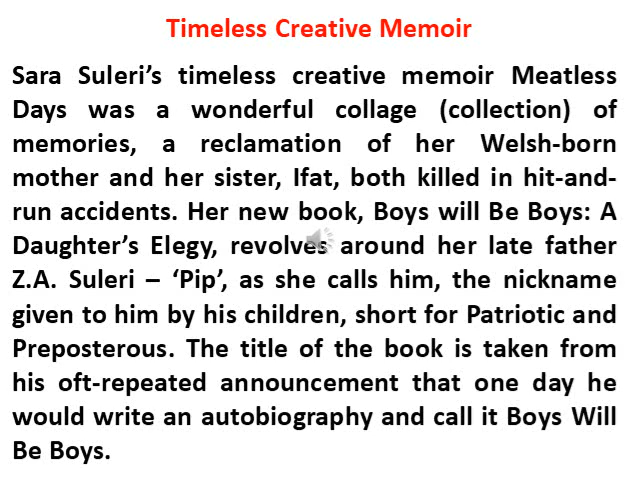 Timeless Creative Memoir
Sara Suleri’s timeless creative memoir Meatless
Days was a wonderful collage (collection) of
memories, a reclamation of her Welsh-born
mother and her sister, Ifat, both killed in hit-and-
run accidents. Her new book, Boys will Be Boys: A
Daughter’s Elegy, revolves around her late father
Z.A. Suleri – ‘Pip’, as she calls him, the nickname
given to him by his children, short for Patriotic and
Preposterous. The title of the book is taken from
his oft-repeated announcement that one day he
would write an autobiography and call it Boys Will
Be Boys.